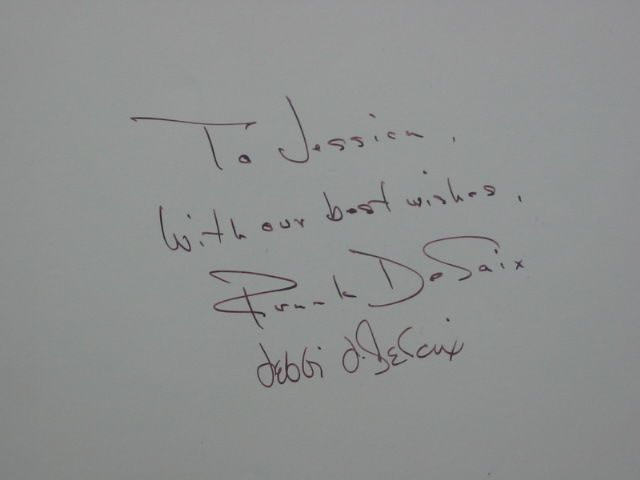 To Jessica,
With our best wishes,
Frank DeSaix
debbi d. DeSaix